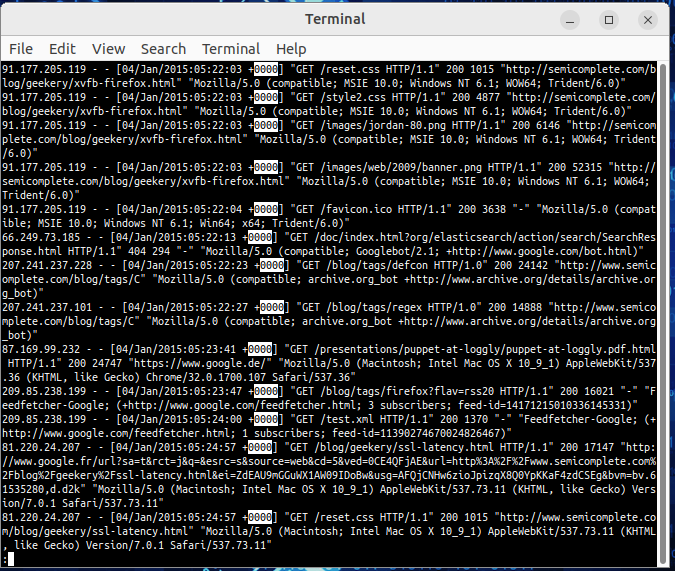 Terminal
File Edit View Search Terminal Help
91.177.205.119 - - [04/Jan/2015:05:22:03 +0000] "GET /reset.css HTTP/1.1" 200 1015 "http://semicomplete.com/b
log/geekery/xvfb-firefox.html" "Mozilla/5.0 (compatible; MSIE 10.0; Windows NT 6.1; WOW64; Trident/6.0)"
91.177.205.119 - - [04/Jan/2015:05:22:03 +0000] "GET /style2.css HTTP/1.1" 200 4877 "http://semicomplete.com/
blog/geekery/xvfb-firefox.html" "Mozilla/5.0 (compatible; MSIE 10.0; Windows NT 6.1; WOW64; Trident/6.0)"
91.177.205.119 - - [04/Jan/2015:05:22:03 +0000] "GET /images/jordan-80.png HTTP/1.1" 200 6146 "http://semicom
plete.com/blog/geekery/xvfb-firefox.html" "Mozilla/5.0 (compatible; MSIE 10.0; Windows NT 6.1; WOW64; Trident
/6.0)"
91.177.205.119 - - [04/Jan/2015:05:22:03 +0000] "GET /images/web/2009/banner.png HTTP/1.1" 200 52315 "http://
semicomplete.com/blog/geekery/xvfb-firefox.html" "Mozilla/5.0 (compatible; MSIE 10.0; Windows NT 6.1; WOW64;
Trident/6.0)"
91.177.205.119 - - [04/Jan/2015:05:22:04 +0000] "GET /favicon.ico HTTP/1.1" 200 3638 "-" "Mozilla/5.0 (compat
ible; MSIE 10.0; Windows NT 6.1; Win64; x64; Trident/6.0)"
66.249.73.185 - - [04/Jan/2015:05:22:13 +0000] "GET /doc/index.html?org/elasticsearch/action/search/SearchRes
ponse.html HTTP/1.1" 404 294 "-" "Mozilla/5.0 (compatible; Googlebot/2.1; +http://www.google.com/bot.html)"
207.241.237.228 - - [04/Jan/2015:05:22:23 +0000] "GET /blog/tags/defcon HTTP/1.0" 200 24142 "http://www.semic
omplete.com/blog/tags/C" "Mozilla/5.0 (compatible; archive.org_bot +http://www.archive.org/details/archive.or
g_bot)"
207.241.237.101 - - [04/Jan/2015:05:22:27 +0000] "GET /blog/tags/regex HTTP/1.0" 200 14888 "http://www.semico
mplete.com/blog/tags/C" "Mozilla/5.0 (compatible; archive.org_bot +http://www.archive.org/details/archive.org
_bot)"
87.169.99.232 - - [04/Jan/2015:05:23:41 +0000] "GET /presentations/puppet-at-loggly/puppet-at-loggly.pdf.html
 HTTP/1.1" 200 24747 "https://www.google.de/" "Mozilla/5.0 (Macintosh; Intel Mac OS X 10_9_1) AppleWebKit/537
.36 (KHTML, like Gecko) Chrome/32.0.1700.107 Safari/537.36"
209.85.238.199 - - [04/Jan/2015:05:23:47 +0000] "GET /blog/tags/firefox?flav=rss20 HTTP/1.1" 200 16021 "-" "F
eedfetcher-Google; (+http://www.google.com/feedfetcher.html; 3 subscribers; feed-id=14171215010336145331)"
209.85.238.199 - - [04/Jan/2015:05:24:00 +0000] "GET /test.xml HTTP/1.1" 200 1370 "-" "Feedfetcher-Google; (+
http://www.google.com/feedfetcher.html; 1 subscribers; feed-id=11390274670024826467)"
81.220.24.207 - - [04/Jan/2015:05:24:57 +0000] "GET /blog/geekery/ssl-latency.html HTTP/1.1" 200 17147 "http:
//www.google.fr/url?sa=t&rct=j&q=&esrc=s&source=web&cd=5&ved=0CE4QFjAE&url=http%3A%2F%2Fwww.semicomplete.com%
2Fblog%2Fgeekery%2Fssl-latency.html&ei=ZdEAU9mGGuWX1AW09IDoBw&usg=AFQjCNHw6zioJpizqX8Q0YpKKaF4zdCSEg&bvm=bv.6
1535280,d.d2k" "Mozilla/5.0 (Macintosh; Intel Mac OS X 10_9_1) AppleWebKit/537.73.11 (KHTML, like Gecko) Vers
ion/7.0.1 Safari/537.73.11"
81.220.24.207 - - [04/Jan/2015:05:24:57 +0000] "GET /reset.css HTTP/1.1" 200 1015 "http://www.semicomplete.co
m/blog/geekery/ssl-latency.html" "Mozilla/5.0 (Macintosh; Intel Mac OS X 10_9_1) AppleWebKit/537.73.11 (KHTML
, like Gecko) Version/7.0.1 Safari/537.73.11"
: